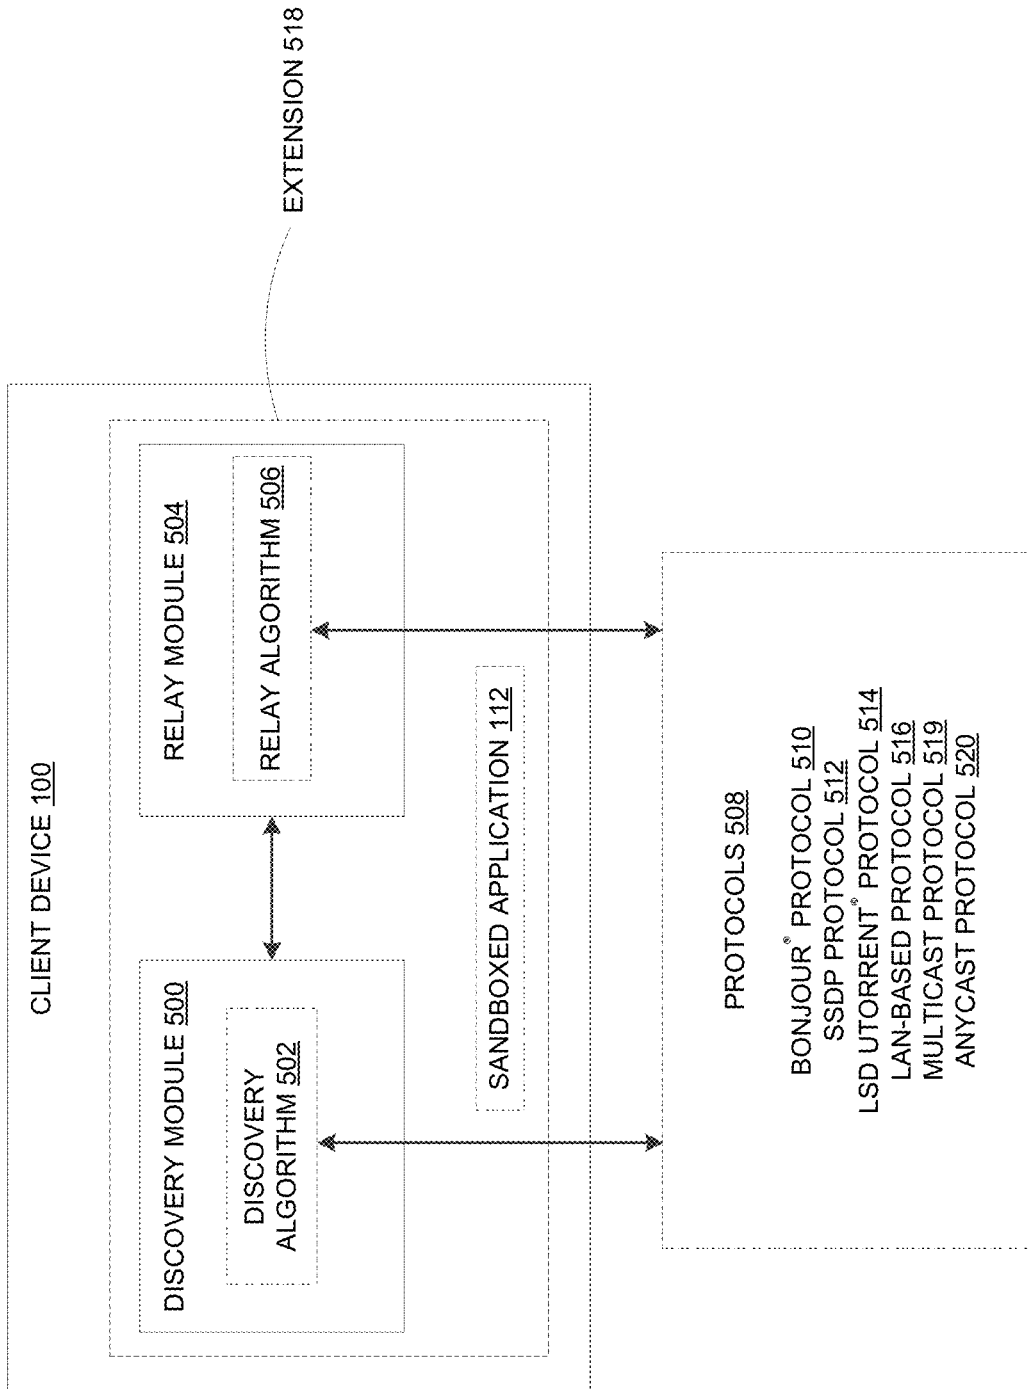 CLIENT DEVICE 100
DISCOVERY MODULE 500
DISCOVERY
ALGORITHM 502
RELAY MODULE 504
RELAY ALGORITHM 506
SANDBOXED APPLICATION 112
EXTENSION 518
PROTOCOLS 508
BONJOUR® PROTOCOL 510
SSDP PROTOCOL 512
LSD UTORRENT® PROTOCOL 514
LAN-BASED PROTOCOL 516
MULTICAST PROTOCOL 519
ANYCAST PROTOCOL 520